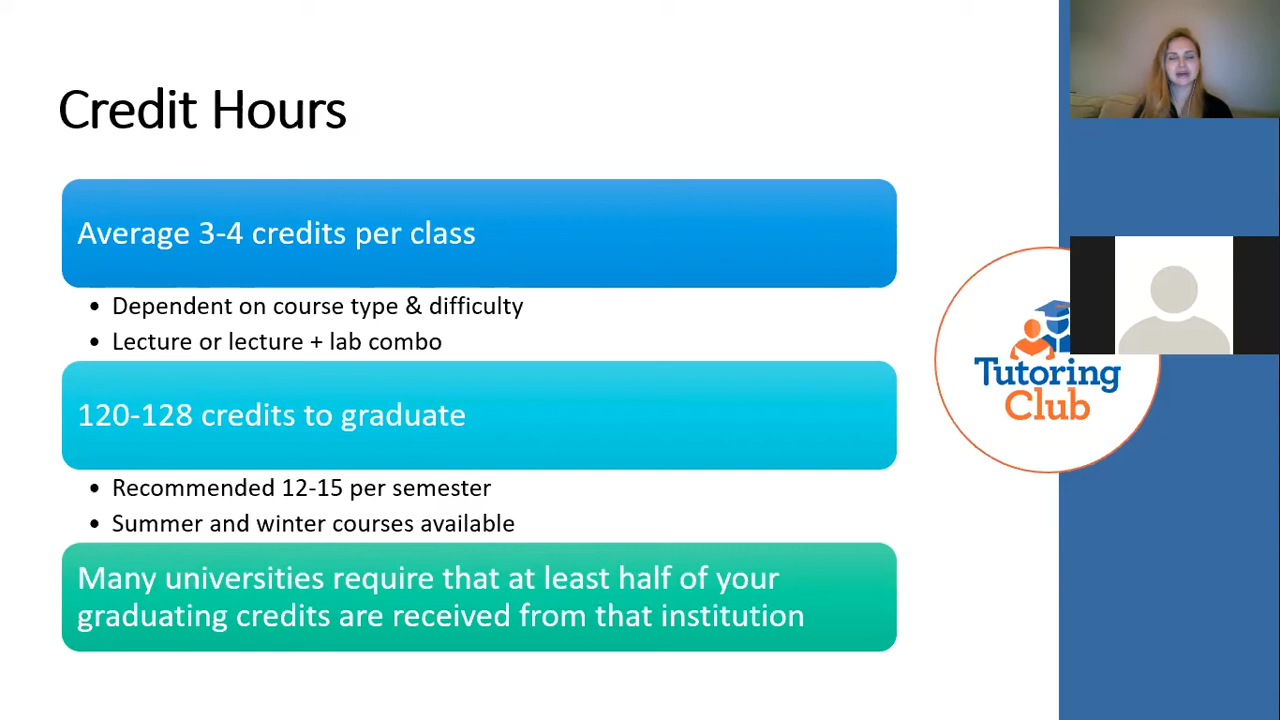 Credit Hours
Average 3-4 credits per class
• Dependent on course type & difficulty
• Lecture or lecture + lab combo
120-128 credits to graduate
• Recommended 12-15 per semester
• Summer and winter courses available
Many universities require that at least half of your
graduating credits are received from that institution
Tutoring
Club